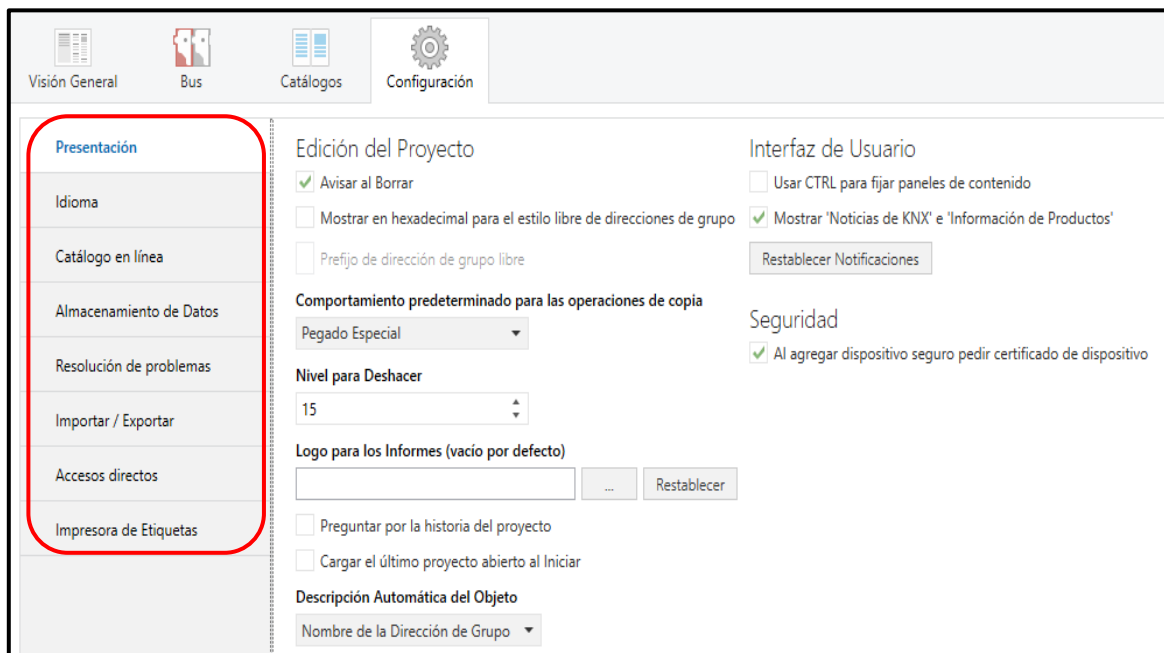 Visión General
Bus
Catálogos
Configuración
Presentación
Idioma
Catálogo en línea
Almacenamiento de Datos
Resolución de problemas
Importar / Exportar
Accesos directos
Impresora de Etiquetas
Edición del Proyecto
Avisar al Borrar
Mostrar en hexadecimal para el estilo libre de direcciones de grupo
Prefijo de dirección de grupo libre
Comportamiento predeterminado para las operaciones de copia
Pegado Especial
Nivel para Deshacer
15
Logo para los Informes (vacío por defecto)
... Restablecer
Preguntar por la historia del proyecto
Cargar el último proyecto abierto al Iniciar
Descripción Automática del Objeto
Nombre de la Dirección de Grupo
Interfaz de Usuario
Usar CTRL para fijar paneles de contenido
Mostrar 'Noticias de KNX' e 'Información de Productos'
Restablecer Notificaciones
Seguridad
Al agregar dispositivo seguro pedir certificado de dispositivo